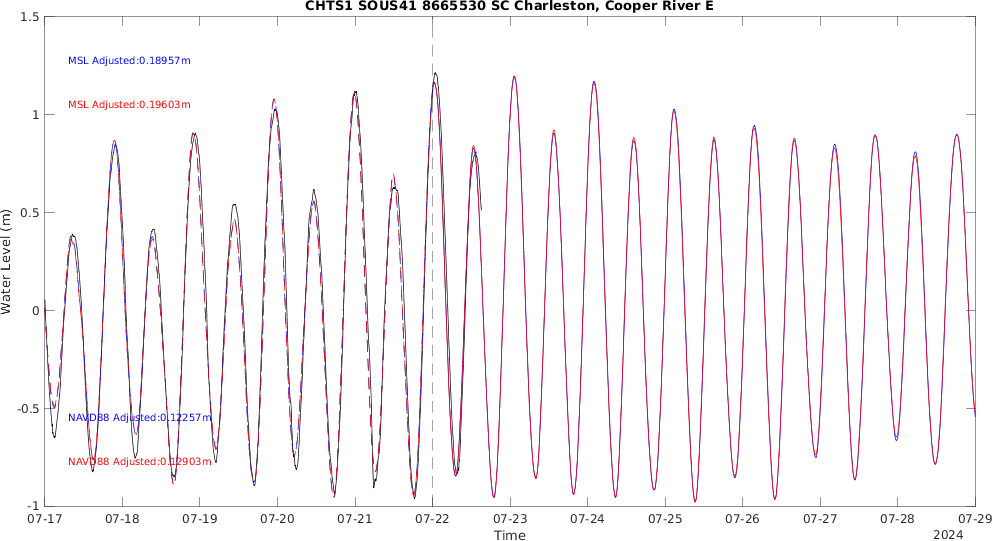 CHTS1 SOUS41 8665530 SC Charleston, Cooper River E
1.5
MSL Adjusted:0.18957m
MSL Adjusted:0.19603m
1
0.5
Water Level (m)
0
-0.5
NAVD88 Adjusted:0.12257m
NAVD88 Adjusted:0.12903m
-1
07-17 07-18 07-19 07-20 07-21 07-22 07-23 07-24 07-25 07-26 07-27 07-28 07-29
Time
2024